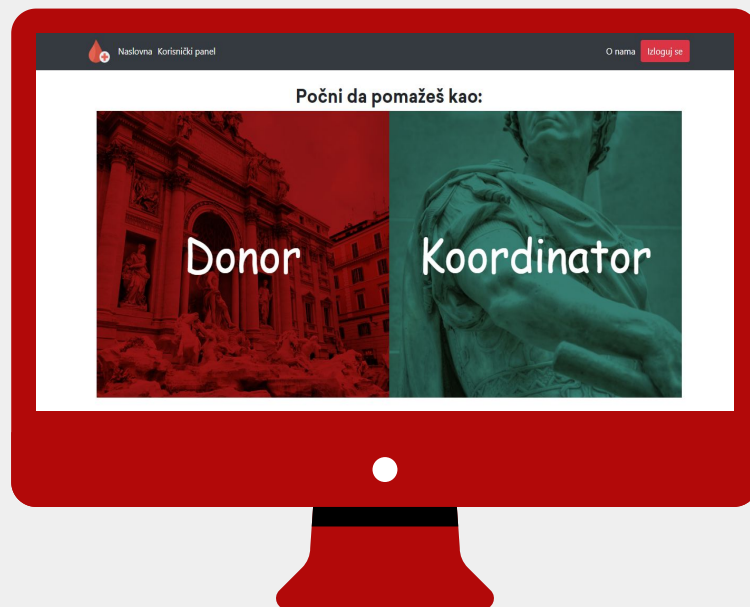 Naslovna Korisnički panel O nama Izloguj se
Počni da pomažeš kao:
Donor Koordinator